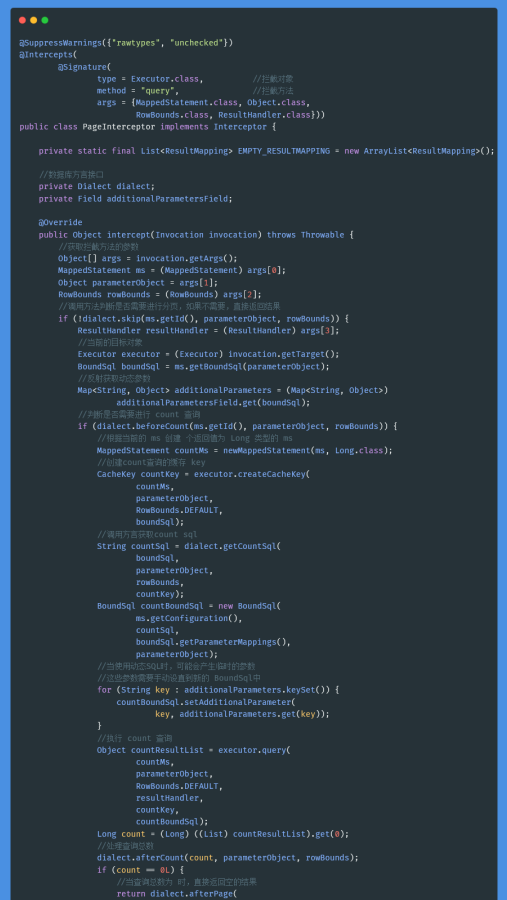 @SuppressWarnings({"rawtypes", "unchecked"})
@Intercepts(
@Signature(
type = Executor.class, //拦截对象
method = "query", //拦截方法
args = {MappedStatement.class, Object.class,
RowBounds.class, ResultHandler.class}))
public class PageInterceptor implements Interceptor {
private static final List<ResultMapping> EMPTY_RESULTMAPPING = new ArrayList<ResultMapping>();
//数据库方言接口
private Dialect dialect;
private Field additionalParametersField;
@Override
public Object intercept(Invocation invocation) throws Throwable {
//获取拦截方法的参数
Object[] args = invocation.getArgs();
MappedStatement ms = (MappedStatement) args[0];
Object parameterObject = args[1];
RowBounds rowBounds = (RowBounds) args[2];
//调用方法判断是否需要进行分页，如果不需要，直接返回结果
if (!dialect.skip(ms.getId(), parameterObject, rowBounds)) {
ResultHandler resultHandler = (ResultHandler) args[3];
//当前的目标对象
Executor executor = (Executor) invocation.getTarget();
BoundSql boundSql = ms.getBoundSql(parameterObject);
//反射获取动态参数
Map<String, Object> additionalParameters = (Map<String, Object>)
additionalParametersField.get(boundSql);
//判断是否需要进行 count 查询
if (dialect.beforeCount(ms.getId(), parameterObject, rowBounds)) {
//根据当前的 ms 创建 个返回值为 Long 类型的 ms
MappedStatement countMs = newMappedStatement(ms, Long.class);
//创建count查询的缓存 key
CacheKey countKey = executor.createCacheKey(
countMs,
parameterObject,
RowBounds.DEFAULT,
boundSql);
//调用方言获取count sql
String countSql = dialect.getCountSql(
boundSql,
parameterObject,
rowBounds,
countKey);
BoundSql countBoundSql = new BoundSql(
ms.getConfiguration(),
countSql,
boundSql.getParameterMappings(),
parameterObject);
//当使用动态SQL时，可能会产生临时的参数
//这些参数需要手动设置到新的 BoundSql中
for (String key : additionalParameters.keySet()) {
countBoundSql.setAdditionalParameter(
key, additionalParameters.get(key));
}
//执行 count 查询
Object countResultList = executor.query(
countMs,
parameterObject,
RowBounds.DEFAULT,
resultHandler,
countKey,
countBoundSql);
Long count = (Long) ((List) countResultList).get(0);
//处理查询总数
dialect.afterCount(count, parameterObject, rowBounds);
if (count == 0L) {
//当查询总数为 时，直接返回空的结果
return dialect.afterPage(